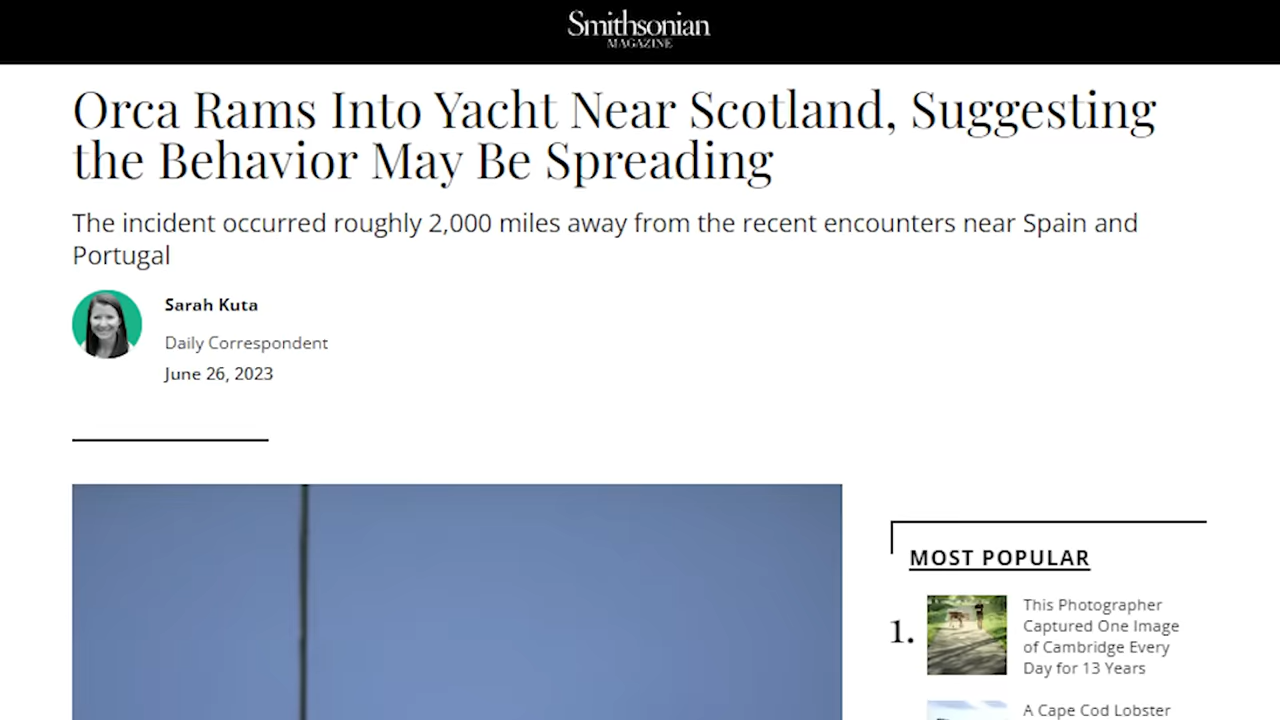 Smithsonian
MAGAZINE
Orca Rams Into Yacht Near Scotland, Suggesting
the Behavior May Be Spreading
The incident occurred roughly 2,000 miles away from the recent encounters near Spain and
Portugal
Sarah Kuta
Daily Correspondent
June 26, 2023
MOST POPULAR
1.
This Photographer
Captured One Image
of Cambridge Every
Day for 13 Years
A Cape Cod Lobster